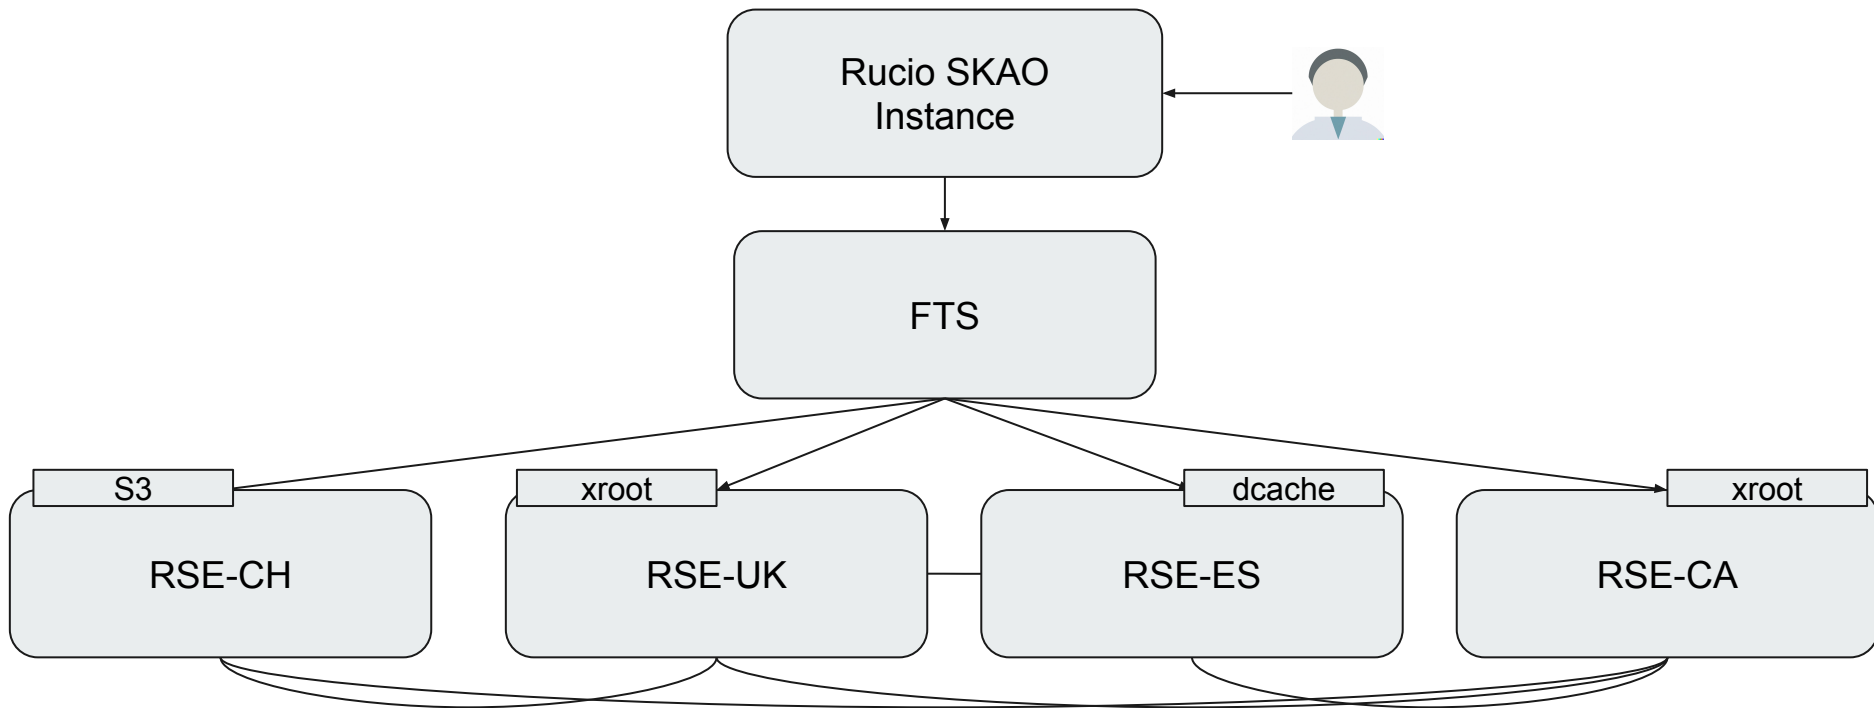 Rucio SKAO
Instance
FTS
S3
xroot
dcache
xroot
RSE-CH
RSE-UK
RSE-ES
RSE-CA